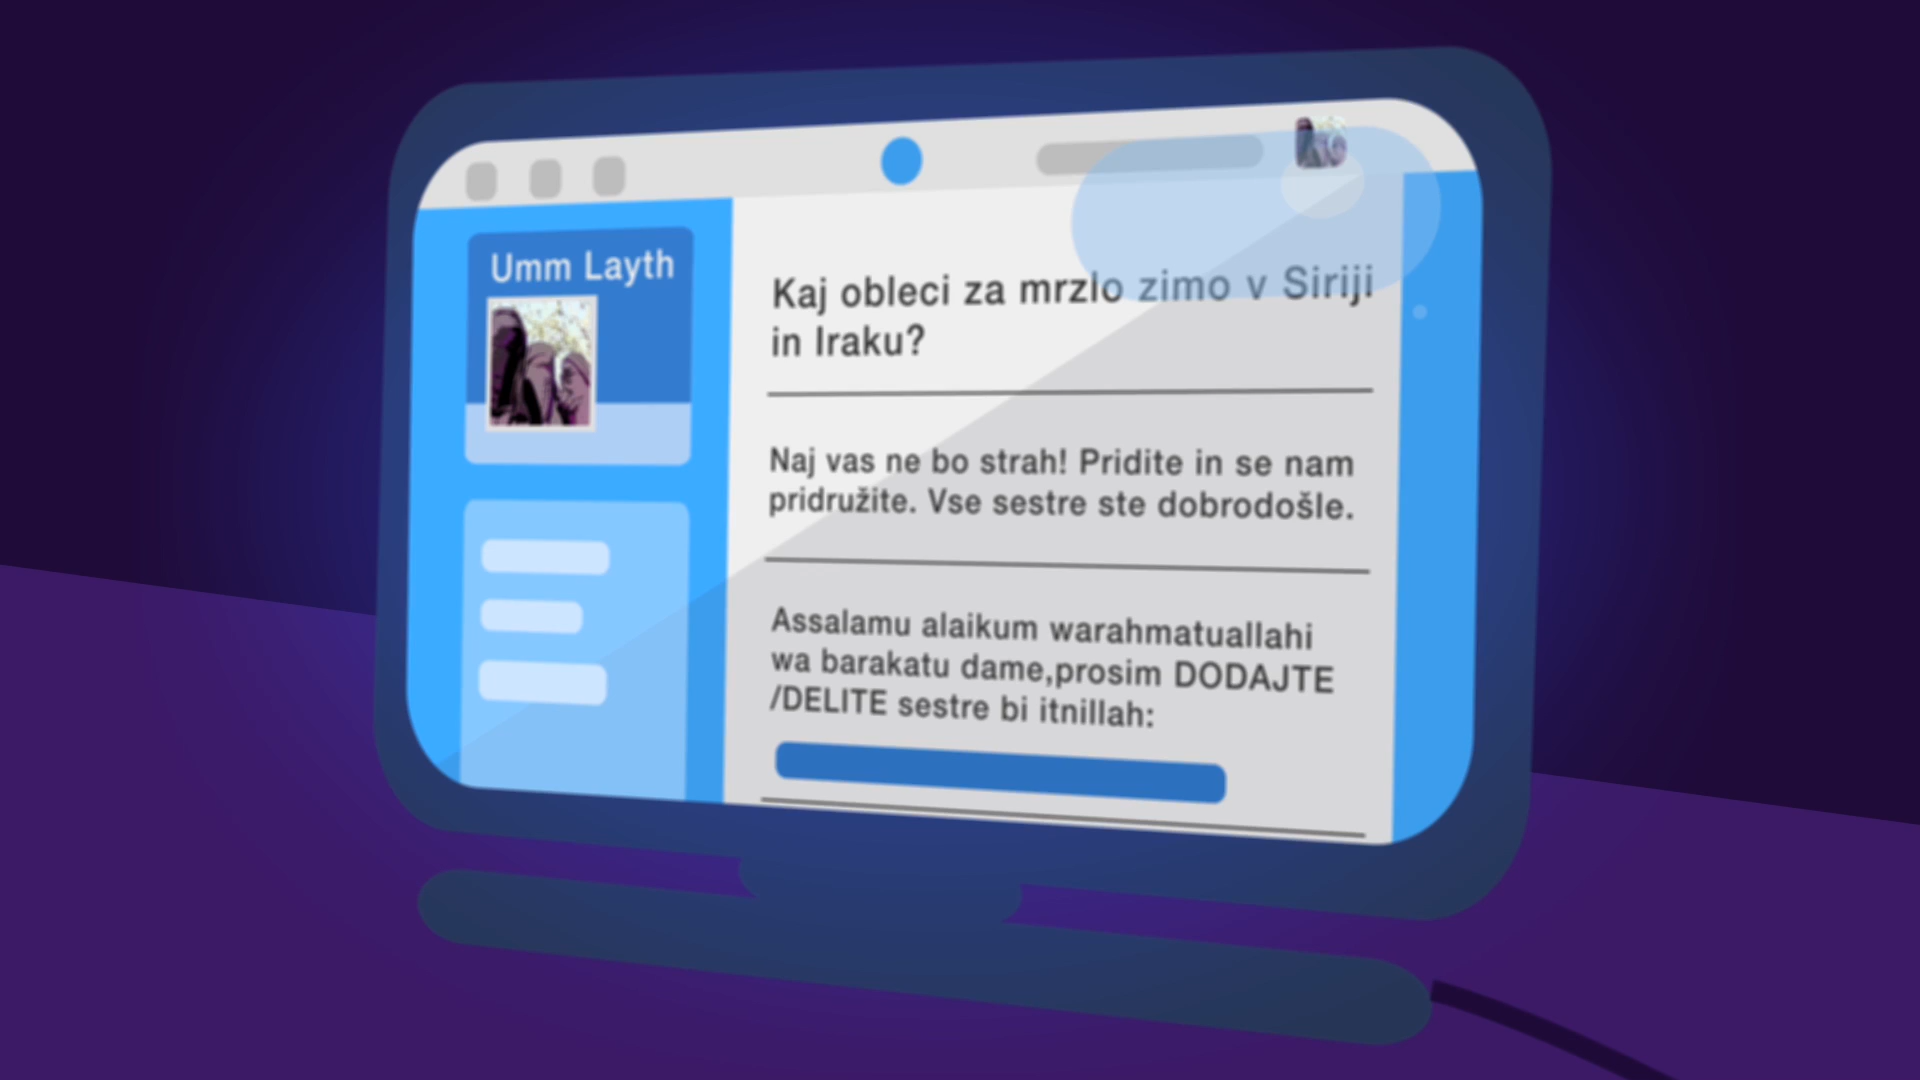 Umm Layth
Kaj obleci za mrzlo zimo v Siriji
in Iraku?
Naj vas ne bo strah! Pridite in se nam
pridružite. Vse sestre ste dobrodošle.
Assalamu alaikum warahmatuallahi
wa barakatu dame,prosim DODAJTE
/DELITE sestre bi itnillah: